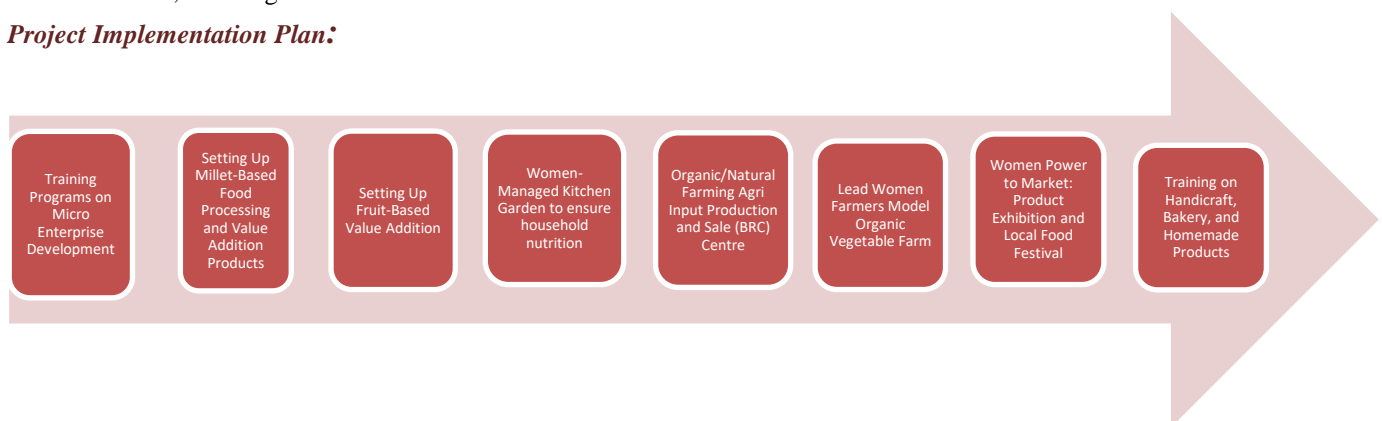 Project Implementation Plan:
Training
Programs on
Micro
Enterprise
Development
Setting Up
Millet-Based
Food
Processing
and Value
Addition
Products
Setting Up
Fruit-Based
Value Addition
Women-
Managed Kitchen
Garden to ensure
household
nutrition
Organic/Natural
Farming Agri
Input Production
and Sale (BRC)
Centre
Lead Women
Farmers Model
Organic
Vegetable Farm
Women Power
to Market:
Product
Exhibition and
Local Food
Festival
Training on
Handicraft,
Bakery, and
Homemade
Products